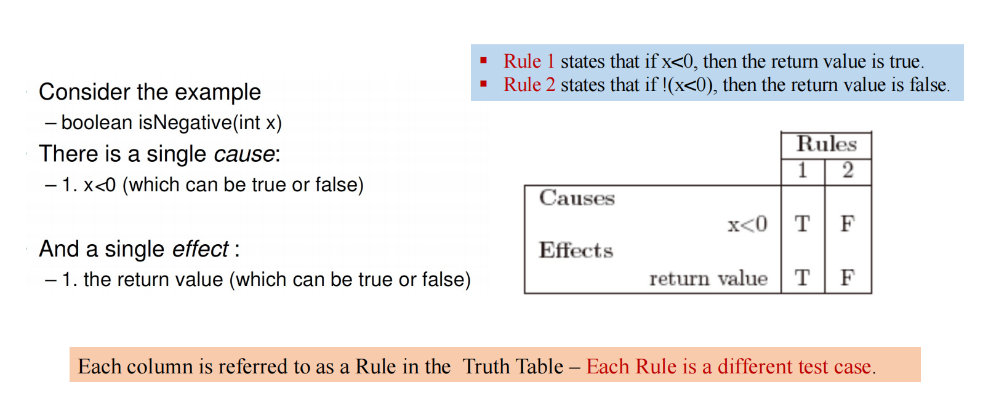 ▪ Rule 1 states that if x<0, then the return value is true.
▪ Rule 2 states that if !(x<0), then the return value is false.
Consider the example
– boolean isNegative(int x)
There is a single cause:
– 1. x<0 (which can be true or false)
And a single effect :
– 1. the return value (which can be true or false)
Rules
1 2
Causes
x<0 T F
Effects
return value T F
Each column is referred to as a Rule in the Truth Table – Each Rule is a different test case.